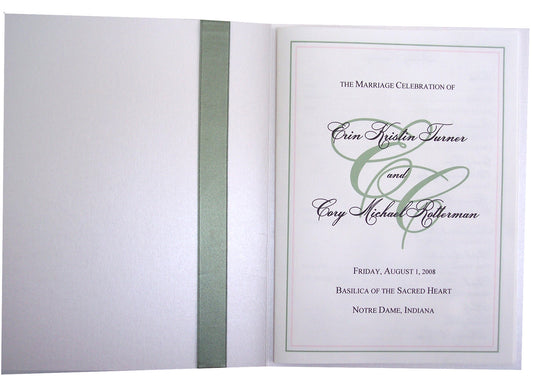 THE MARRIAGE CELEBRATION OF
Erin Kristin Turner
and
Cory Michael Rotterman
FRIDAY, AUGUST 1, 2008
BASILICA OF THE SACRED HEART
NOTRE DAME, INDIANA